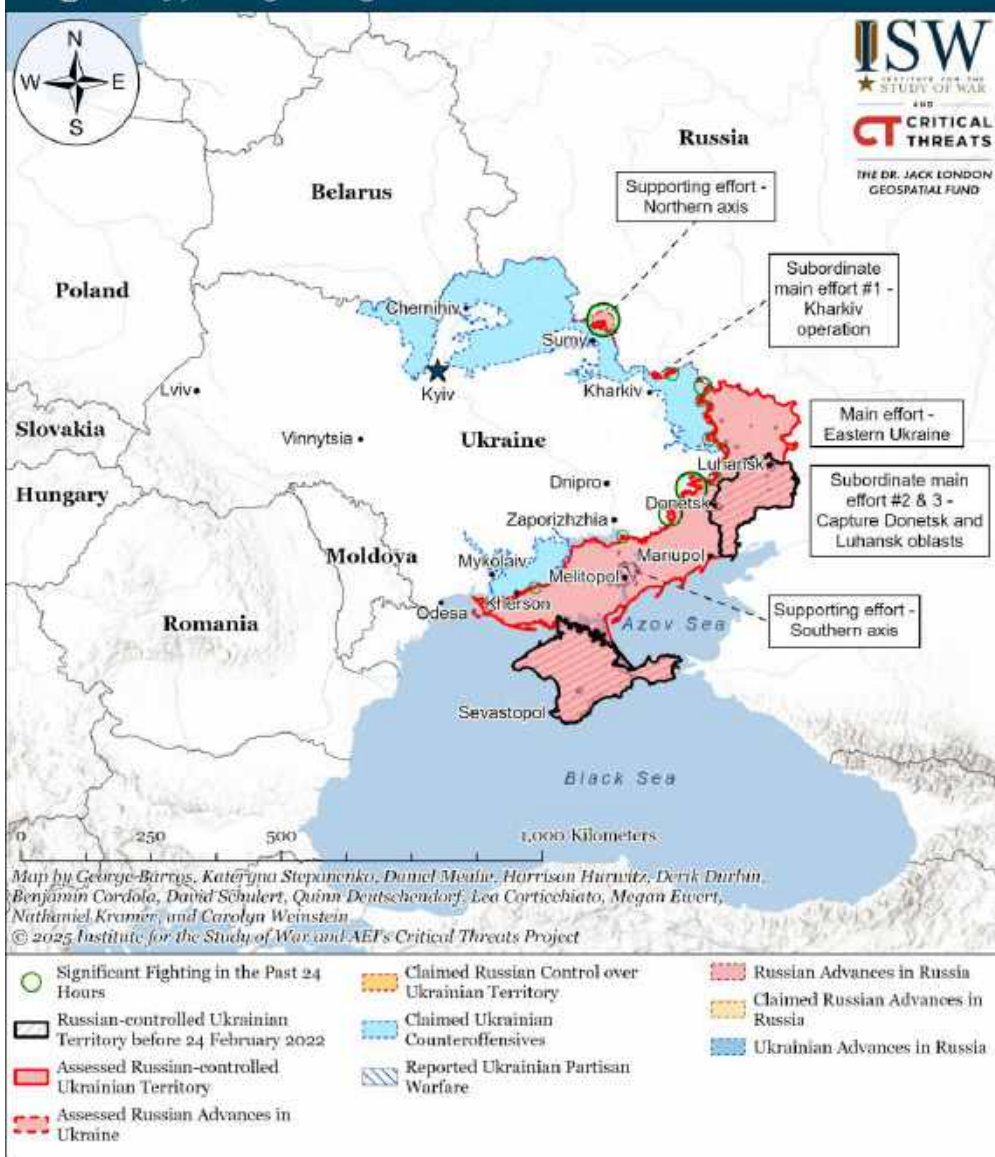 N
W E
S
ISW
INSTITUTE FOR THE
STUDY OF WAR
AND
CT CRITICAL
THREATS
THE DR. JACK LONDON
GEOSPATIAL FUND
Russia
Supporting effort -
Northern axis
Belarus
Subordinate
main effort #1 -
Kharkiv
operation
Poland
Chernihiv
Sumy
Lviv
Kyiv
Kharkiv
Slovakia
Vinnytsia
Ukraine
Main effort -
Eastern Ukraine
Hungary
Luhansk
Dnipro
Donetsk
Subordinate main
effort #2 & 3 -
Capture Donetsk and
Luhansk oblasts
Zaporizhzhia
Moldova
Mykolaiv
Mariupol
Melitopol
Odesa
Kherson
Romania
Azov Sea
Supporting effort -
Southern axis
Sevastopol
Black Sea
0 250 500 1,000 Kilometers
Map by George Barros, Kateryna Stepanenko, Daniel Mealie, Harrison Hurwitz, Derik Durbin,
Benjamin Cordola, David Schulert, Quinn Deutschendorf, Lea Corticchiato, Megan Ewert,
Nathaniel Kramer, and Carolyn Weinstein
© 2025 Institute for the Study of War and AEI's Critical Threats Project
Significant Fighting in the Past 24
Hours
Russian-controlled Ukrainian
Territory before 24 February 2022
Assessed Russian-controlled
Ukrainian Territory
Assessed Russian Advances in
Ukraine
Claimed Russian Control over
Ukrainian Territory
Claimed Ukrainian
Counteroffensives
Reported Ukrainian Partisan
Warfare
Russian Advances in Russia
Claimed Russian Advances in
Russia
Ukrainian Advances in Russia